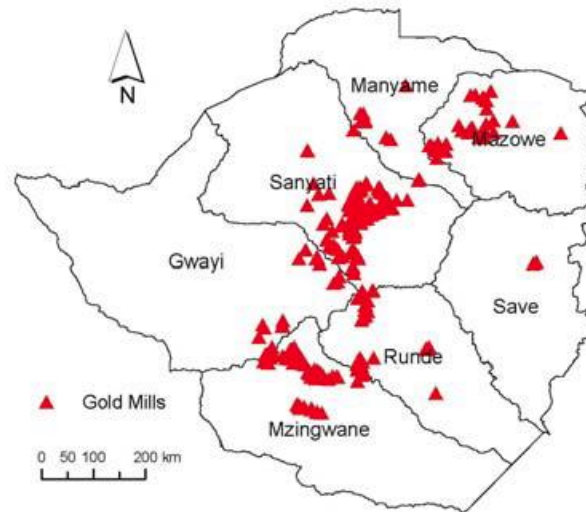 Manyame
N
Mazowe
Sanyati
Gwayi
Save
Runde
Gold Mills
Mzingwane
0 50 100 200 km